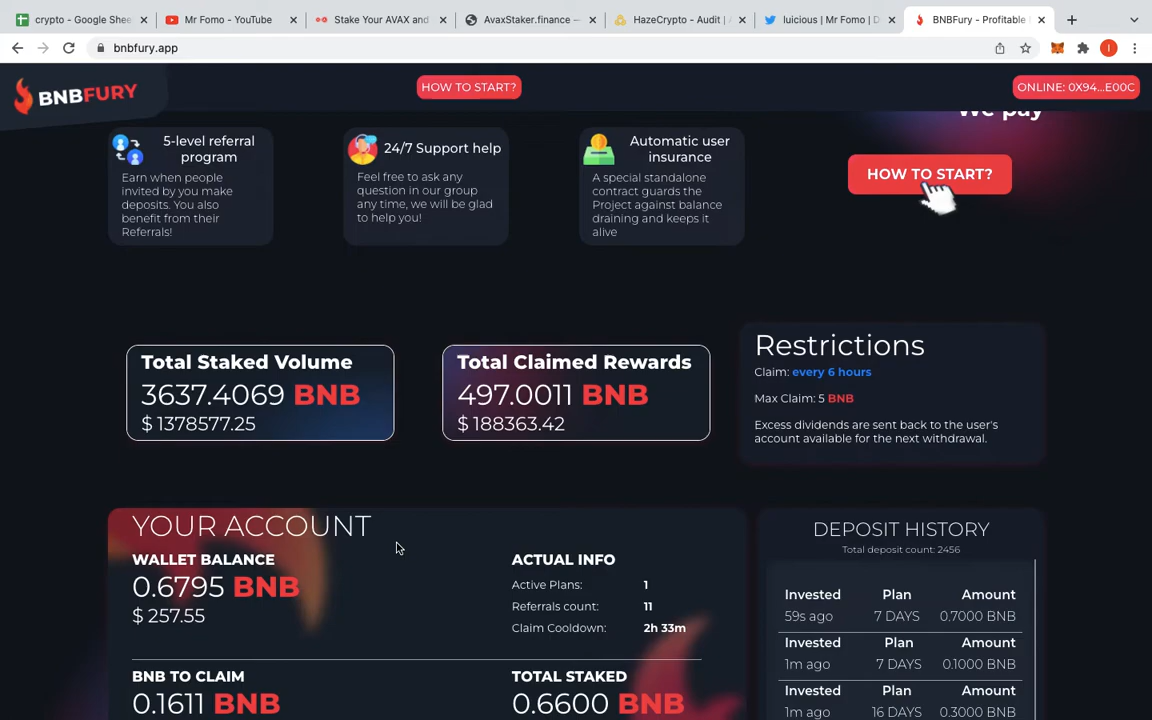 crypto - Google Shee
Mr Fomo - YouTube
Stake Your AVAX and
AvaxStaker.finance —
HazeCrypto - Audit | A
luicious | Mr Fomo | D
BNBFury - Profitable
bnbfury.app
BNBFURY
HOW TO START?
ONLINE: 0X94...E00C
We pay
5-level referral
program
Earn when people
invited by you make
deposits. You also
benefit from their
Referrals!
24/7 Support help
Feel free to ask any
question in our group
any time, we will be glad
to help you!
Automatic user
insurance
A special standalone
contract guards the
Project against balance
draining and keeps it
alive
HOW TO START?
Total Staked Volume
3637.4069 BNB
$ 1378577.25
Total Claimed Rewards
497.0011 BNB
$ 188363.42
Restrictions
Claim: every 6 hours
Max Claim: 5 BNB
Excess dividends are sent back to the user's
account available for the next withdrawal.
YOUR ACCOUNT
WALLET BALANCE
0.6795 BNB
$ 257.55
ACTUAL INFO
Active Plans: 1
Referrals count: 11
Claim Cooldown: 2h 33m
BNB TO CLAIM
0.1611 BNB
TOTAL STAKED
0.6600 BNB
DEPOSIT HISTORY
Total deposit count: 2456
Invested Plan Amount
59s ago 7 DAYS 0.7000 BNB
Invested Plan Amount
1m ago 7 DAYS 0.1000 BNB
Invested Plan Amount
1m ago 16 DAYS 0.3000 BNB